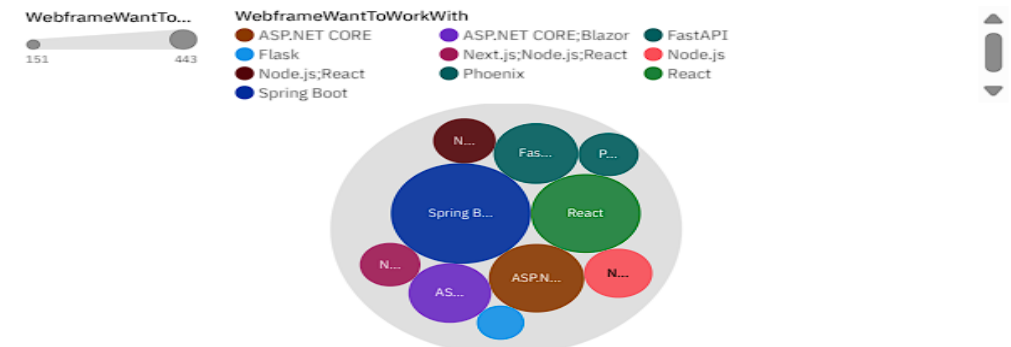 WebframeWantTo...
151 443
WebframeWantToWorkWith
ASP.NET CORE ASP.NET CORE;Blazor FastAPI
Flask Next.js;Node.js;React Node.js
Node.js;React Phoenix React
Spring Boot
N...
Fas...
P...
Spring B...
React
N...
AS...
ASP.N...
N...